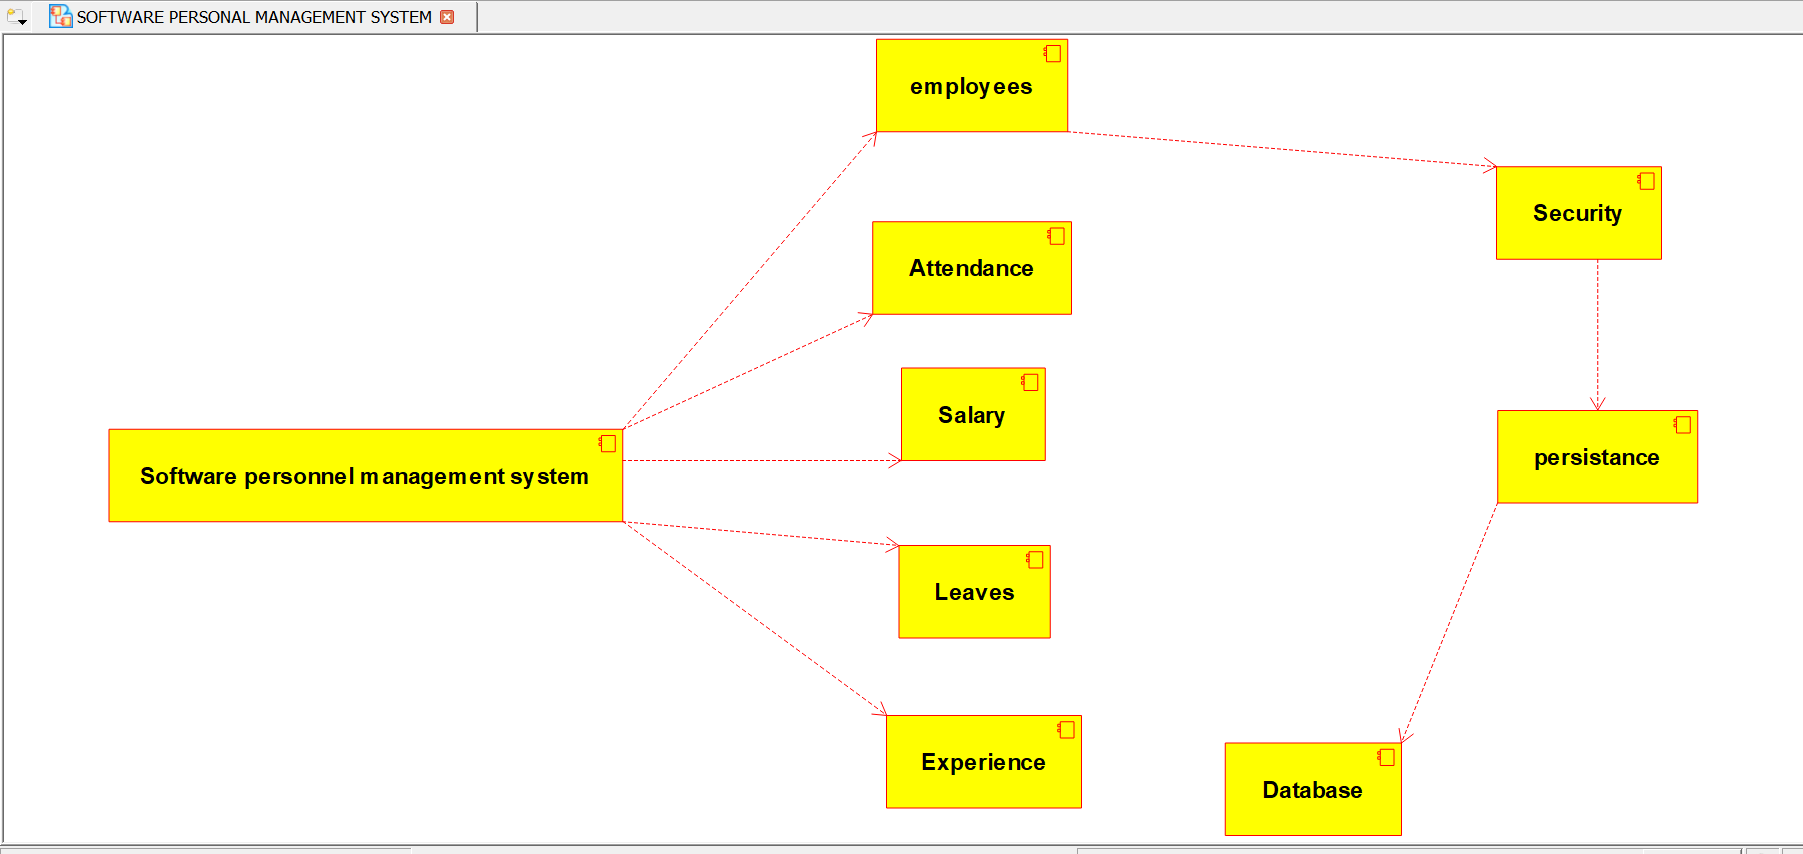 SOFTWARE PERSONAL MANAGEMENT SYSTEM
employees
Security
Attendance
Salary
Software personnel management system
persistance
Leaves
Experience
Database